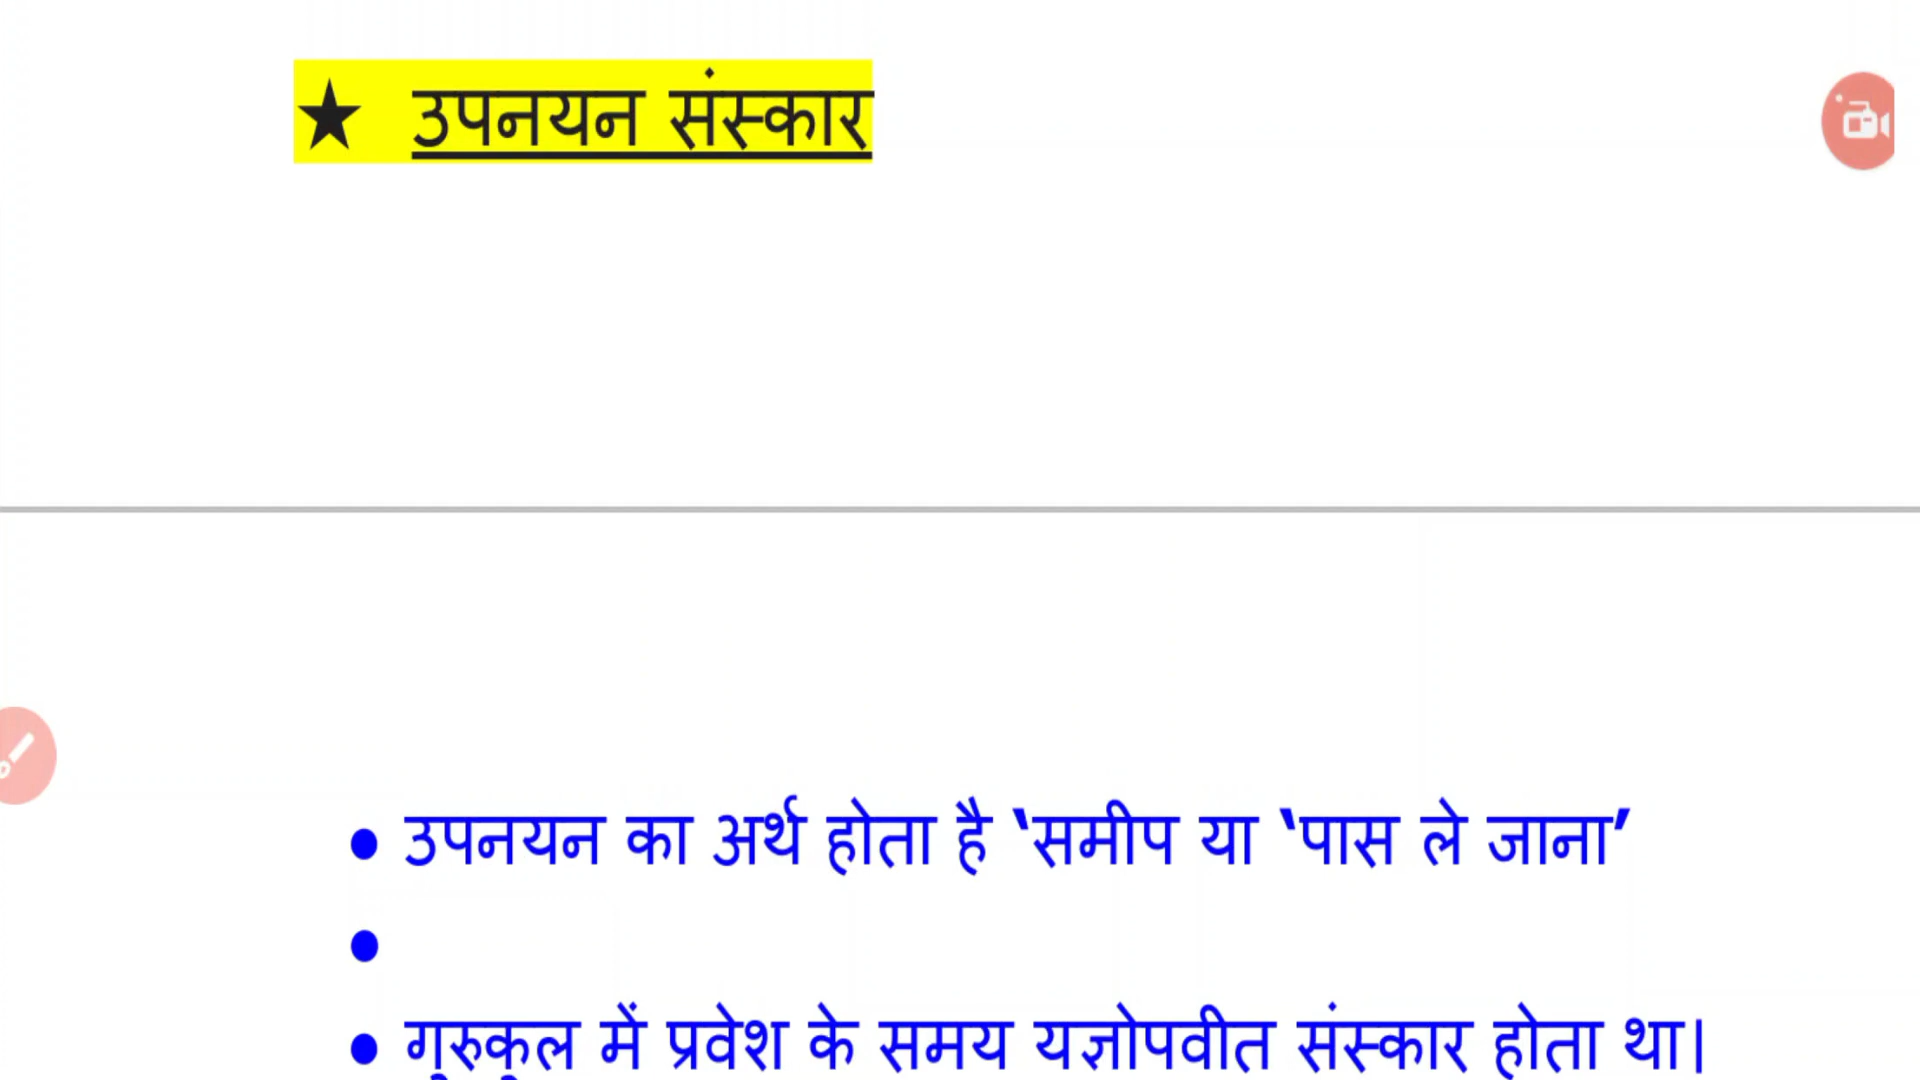 ★ उपनयन संस्कार
● उपनयन का अर्थ होता है ‘समीप या ‘पास ले जाना’
●
● गुरुकुल में प्रवेश के समय यज्ञोपवीत संस्कार होता था।